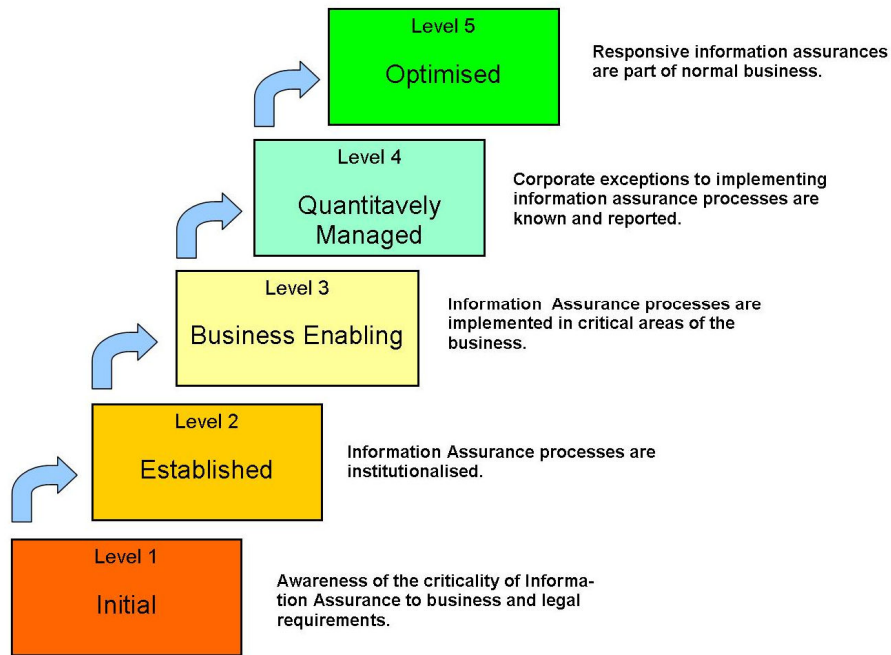 Level 5
Optimised
Responsive information assurances
are part of normal business.
Level 4
Quantitavely
Managed
Corporate exceptions to implementing
information assurance processes are
known and reported.
Level 3
Business Enabling
Information Assurance processes are
implemented in critical areas of the
business.
Level 2
Established
Information Assurance processes are
institutionalised.
Level 1
Initial
Awareness of the criticality of Informa-
tion Assurance to business and legal
requirements.